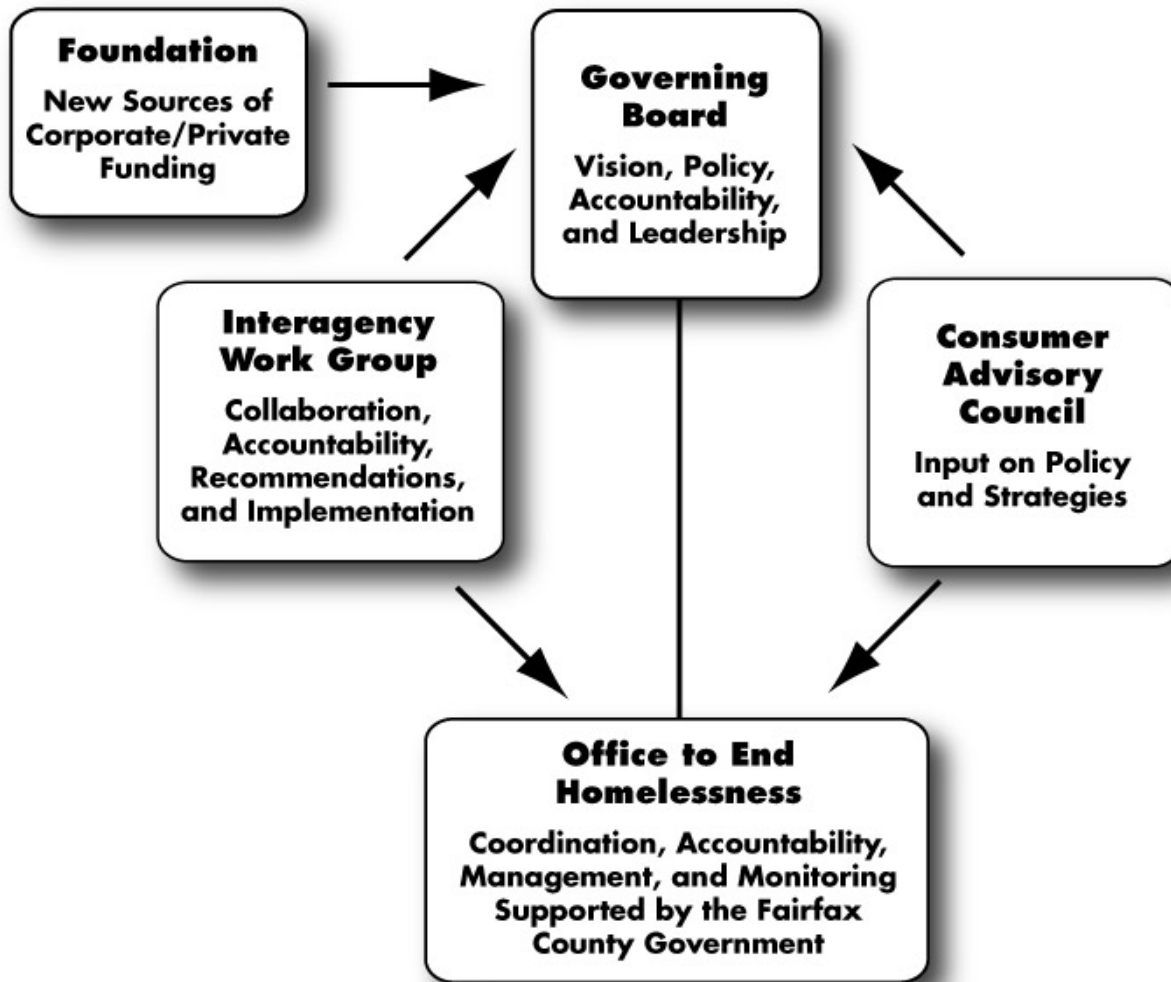 Foundation
New Sources of
Corporate/Private
Funding
Governing
Board
Vision, Policy,
Accountability,
and Leadership
Interagency
Work Group
Collaboration,
Accountability,
Recommendations,
and Implementation
Consumer
Advisory
Council
Input on Policy
and Strategies
Office to End
Homelessness
Coordination, Accountability,
Management, and Monitoring
Supported by the Fairfax
County Government